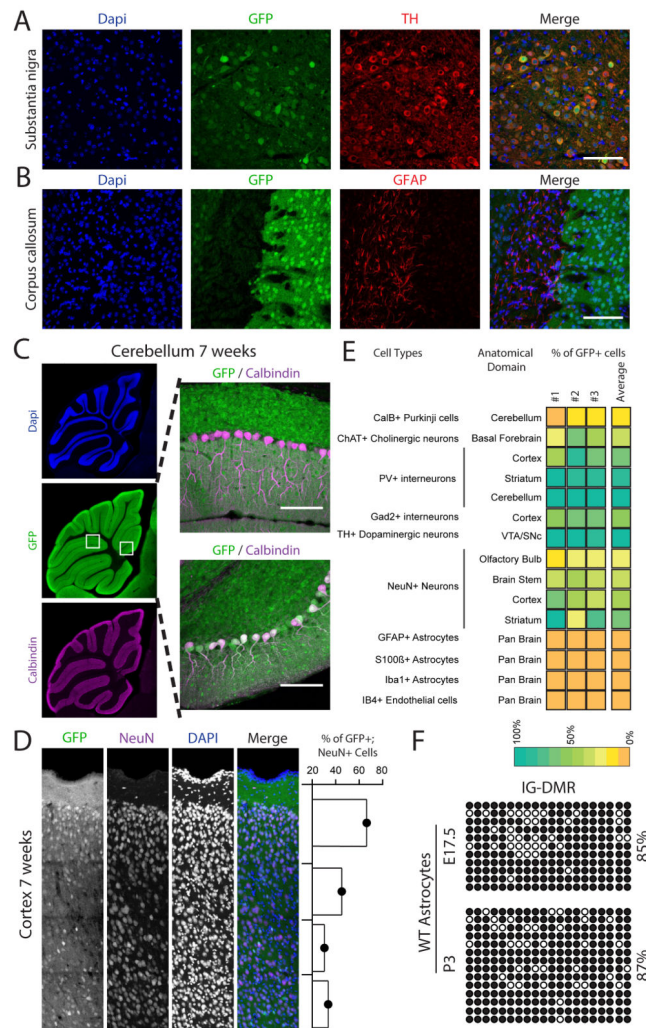 A
Dapi GFP TH Merge
Substantia nigra
B
Dapi GFP GFAP Merge
Corpus callosum
C
Cerebellum 7 weeks
Dapi
GFP
Calbindin
GFP / Calbindin
GFP / Calbindin
D
GFP NeuN DAPI Merge
% of GFP+;
NeuN+ Cells
20 40 60 80
Cortex 7 weeks
E
Cell Types Anatomical Domain % of GFP+ cells
#1 #2 #3 Average
CalB+ Purkinji cells Cerebellum
ChAT+ Cholinergic neurons Basal Forebrain
Cortex
PV+ interneurons Striatum
Cerebellum
Gad2+ interneurons Cortex
TH+ Dopaminergic neurons VTA/SNc
Olfactory Bulb
NeuN+ Neurons Brain Stem
Cortex
Striatum
GFAP+ Astrocytes Pan Brain
S100ß+ Astrocytes Pan Brain
Iba1+ Astrocytes Pan Brain
IB4+ Endothelial cells Pan Brain
100% 50% 0%
F
IG-DMR
WT Astrocytes
E17.5
85%
P3
87%